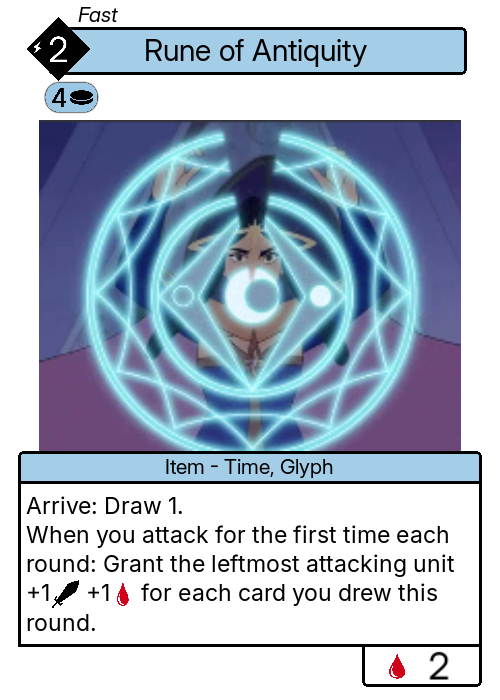 Fast
2
Rune of Antiquity
4
Item - Time, Glyph
Arrive: Draw 1.
When you attack for the first time each
round: Grant the leftmost attacking unit
+1 +1 for each card you drew this
round.
2